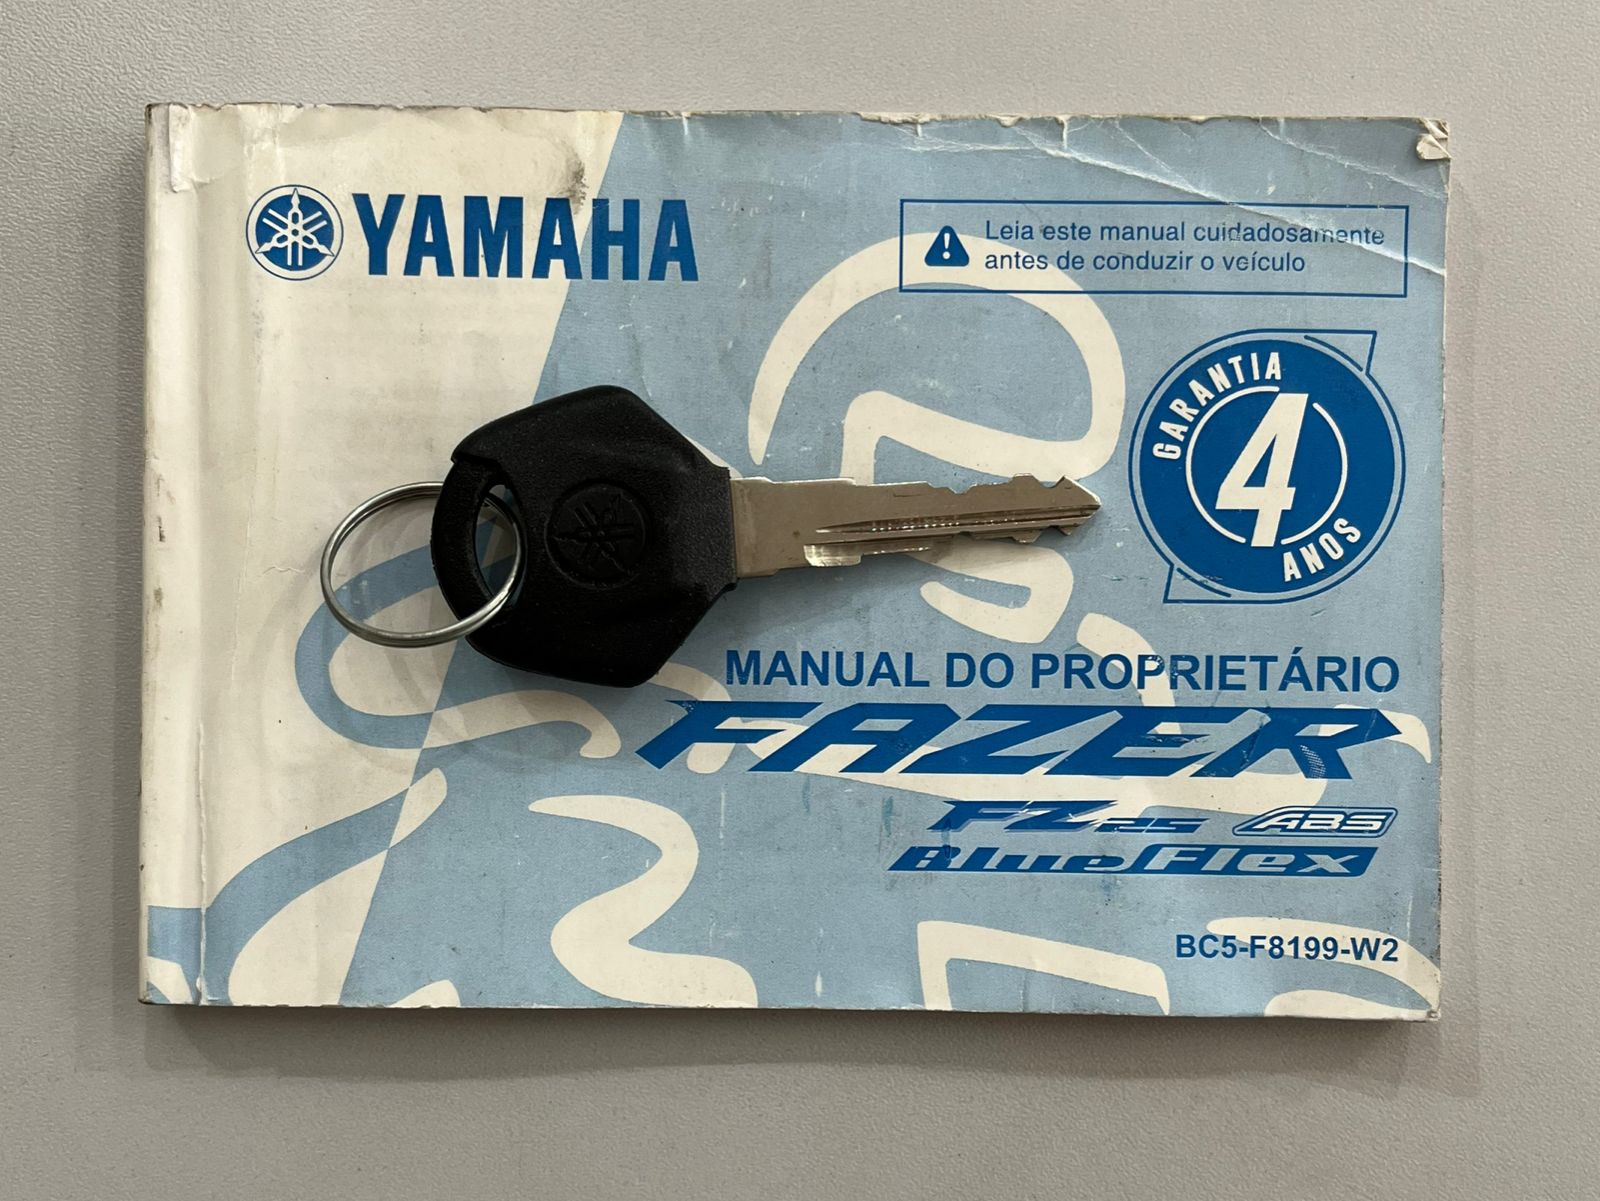 YAMAHA
Leia este manual cuidadosamente
antes de conduzir o veículo
GARANTIA
4
ANOS
MANUAL DO PROPRIETÁRIO
FAZER
FZ25 ABS
BlueFlex
BC5-F8199-W2